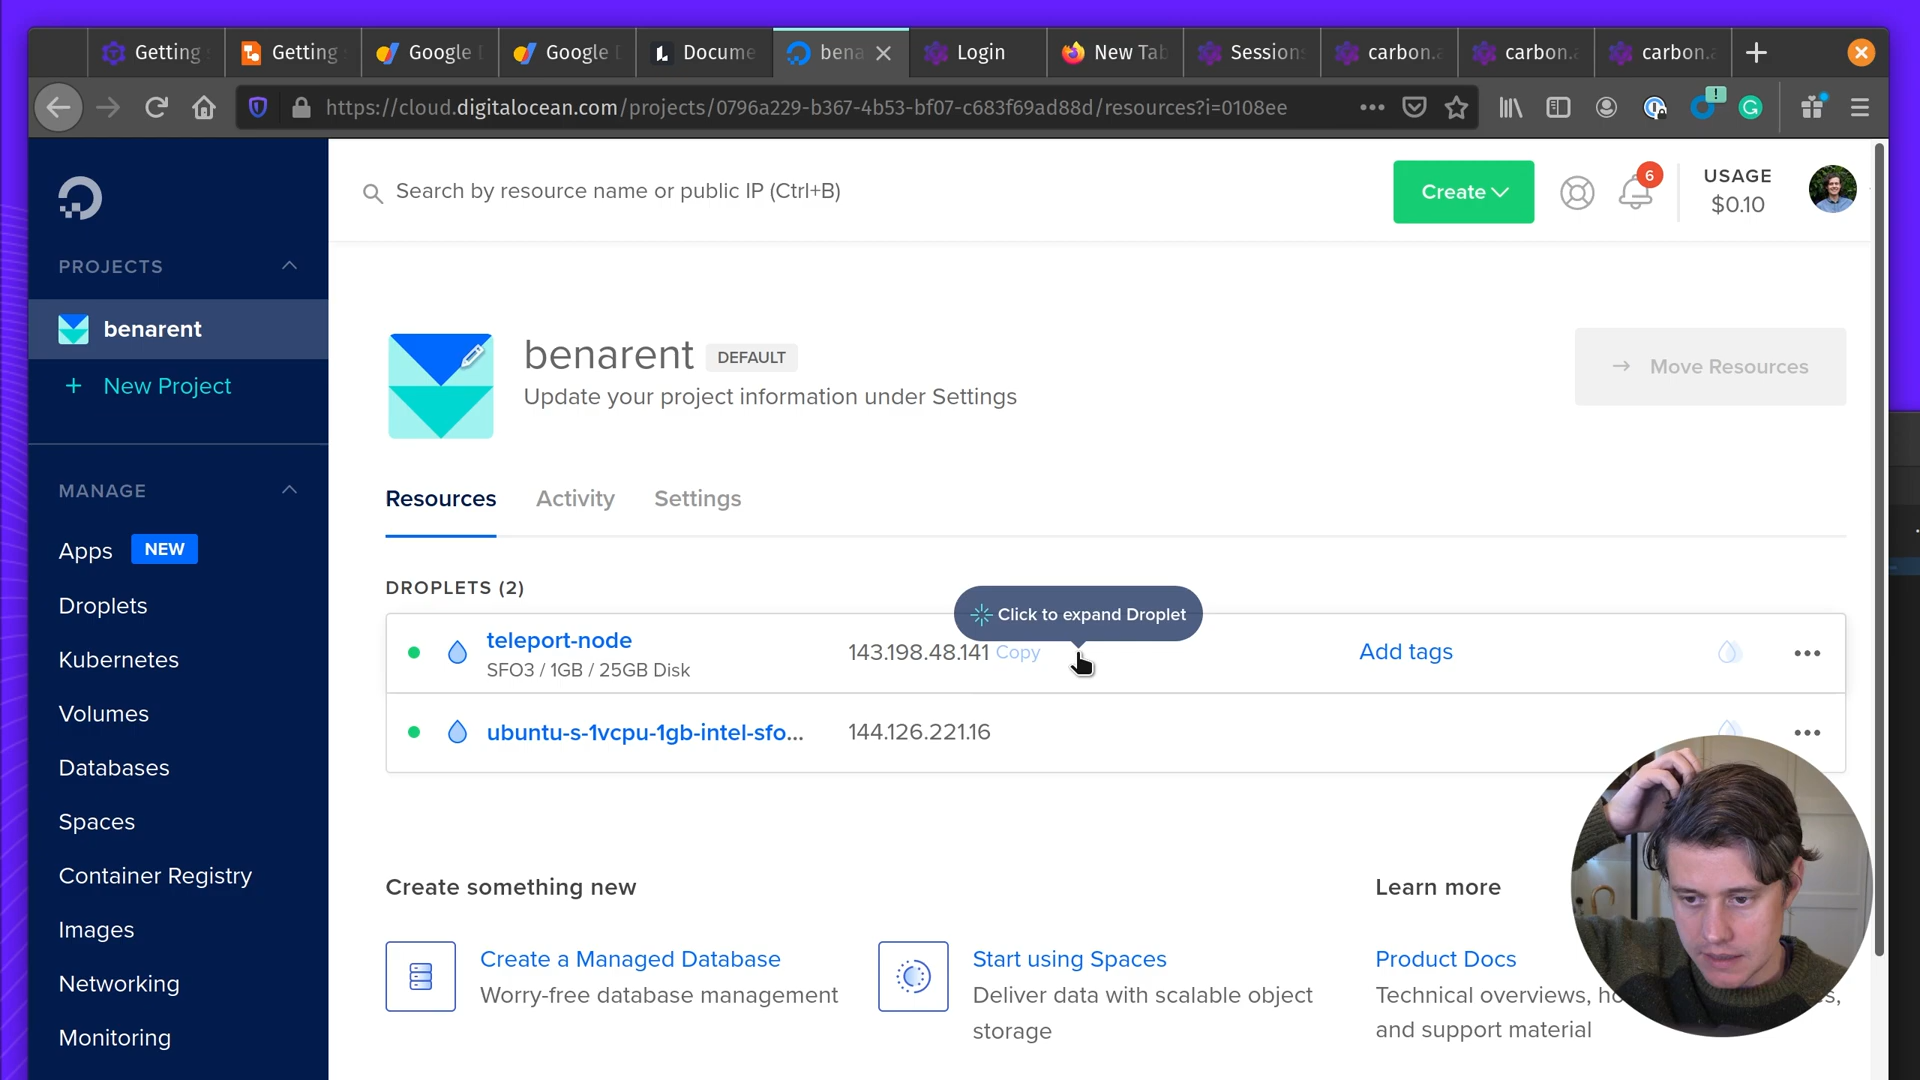 Getting
Getting
Google
Google
Docume
bena
Login
New Tab
Session
carbon.a
carbon.
carbon.
https://cloud.digitalocean.com/projects/0796a229-b367-4b53-bf07-c683f69ad88d/resources?i=0108ee
Search by resource name or public IP (Ctrl+B)
Create
6
USAGE
$0.10
PROJECTS
benarent
+ New Project
MANAGE
Apps NEW
Droplets
Kubernetes
Volumes
Databases
Spaces
Container Registry
Images
Networking
Monitoring
benarent DEFAULT
Update your project information under Settings
→ Move Resources
Resources Activity Settings
DROPLETS (2)
Click to expand Droplet
teleport-node
SFO3 / 1GB / 25GB Disk
143.198.48.141 Copy
Add tags
ubuntu-s-1vcpu-1gb-intel-sfo...
144.126.221.16
Create something new
Create a Managed Database
Worry-free database management
Start using Spaces
Deliver data with scalable object
storage
Learn more
Product Docs
Technical overviews,
and support material